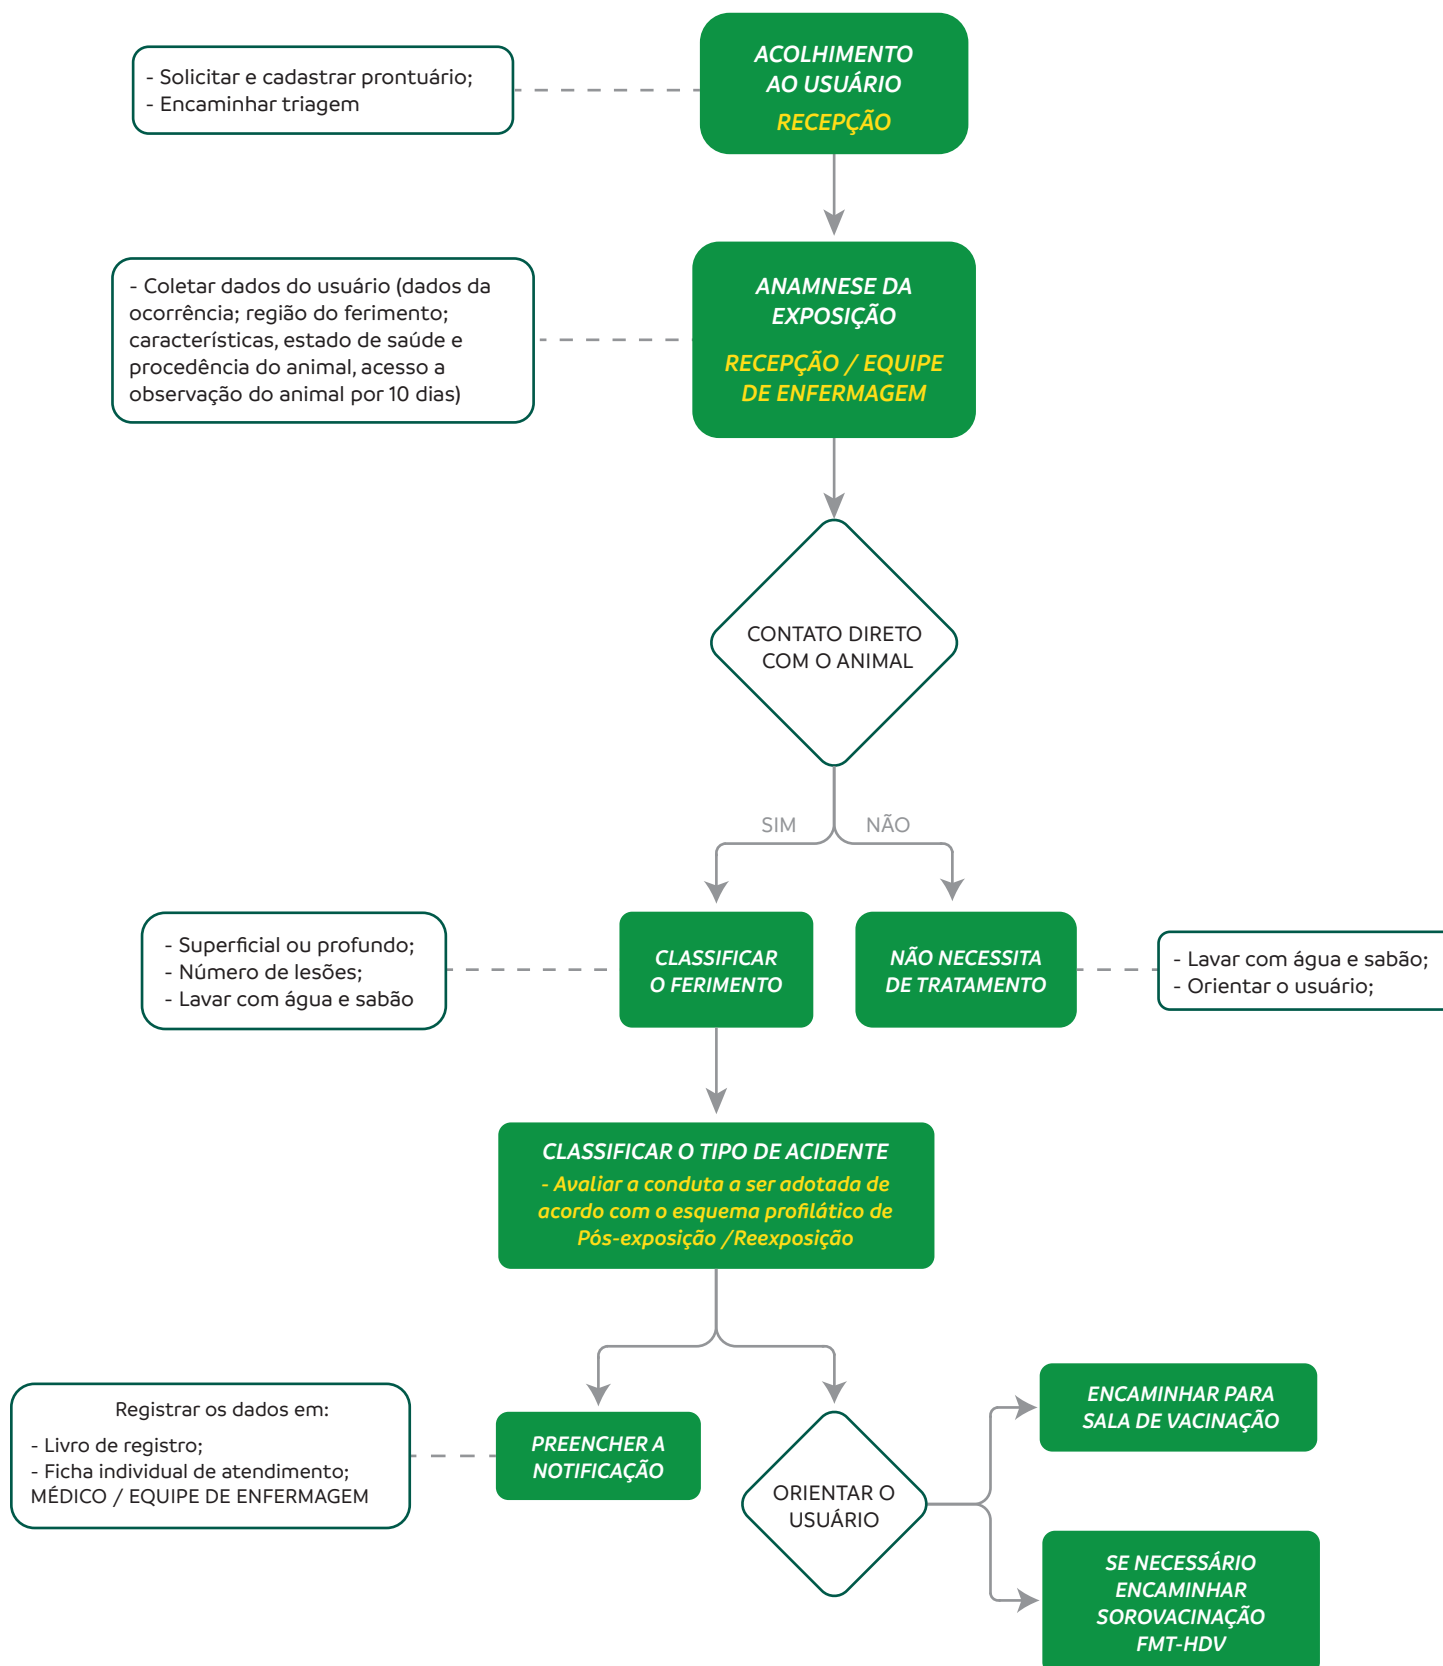 ACOLHIMENTO
AO USUÁRIO
RECEPÇÃO
- Solicitar e cadastrar prontuário;
- Encaminhar triagem
ANAMNESE DA
EXPOSIÇÃO
RECEPÇÃO / EQUIPE
DE ENFERMAGEM
- Coletar dados do usuário (dados da
ocorrência; região do ferimento;
características, estado de saúde e
procedência do animal, acesso a
observação do animal por 10 dias)
CONTATO DIRETO
COM O ANIMAL
SIM
NÃO
- Superficial ou profundo;
- Número de lesões;
- Lavar com água e sabão
CLASSIFICAR
O FERIMENTO
NÃO NECESSITA
DE TRATAMENTO
- Lavar com água e sabão;
- Orientar o usuário;
CLASSIFICAR O TIPO DE ACIDENTE
- Avaliar a conduta a ser adotada de
acordo com o esquema profilático de
Pós-exposição /Reexposição
Registrar os dados em:
- Livro de registro;
- Ficha individual de atendimento;
MÉDICO / EQUIPE DE ENFERMAGEM
PREENCHER A
NOTIFICAÇÃO
ORIENTAR O
USUÁRIO
ENCAMINHAR PARA
SALA DE VACINAÇÃO
SE NECESSÁRIO
ENCAMINHAR
SOROVACINAÇÃO
FMT-HDV